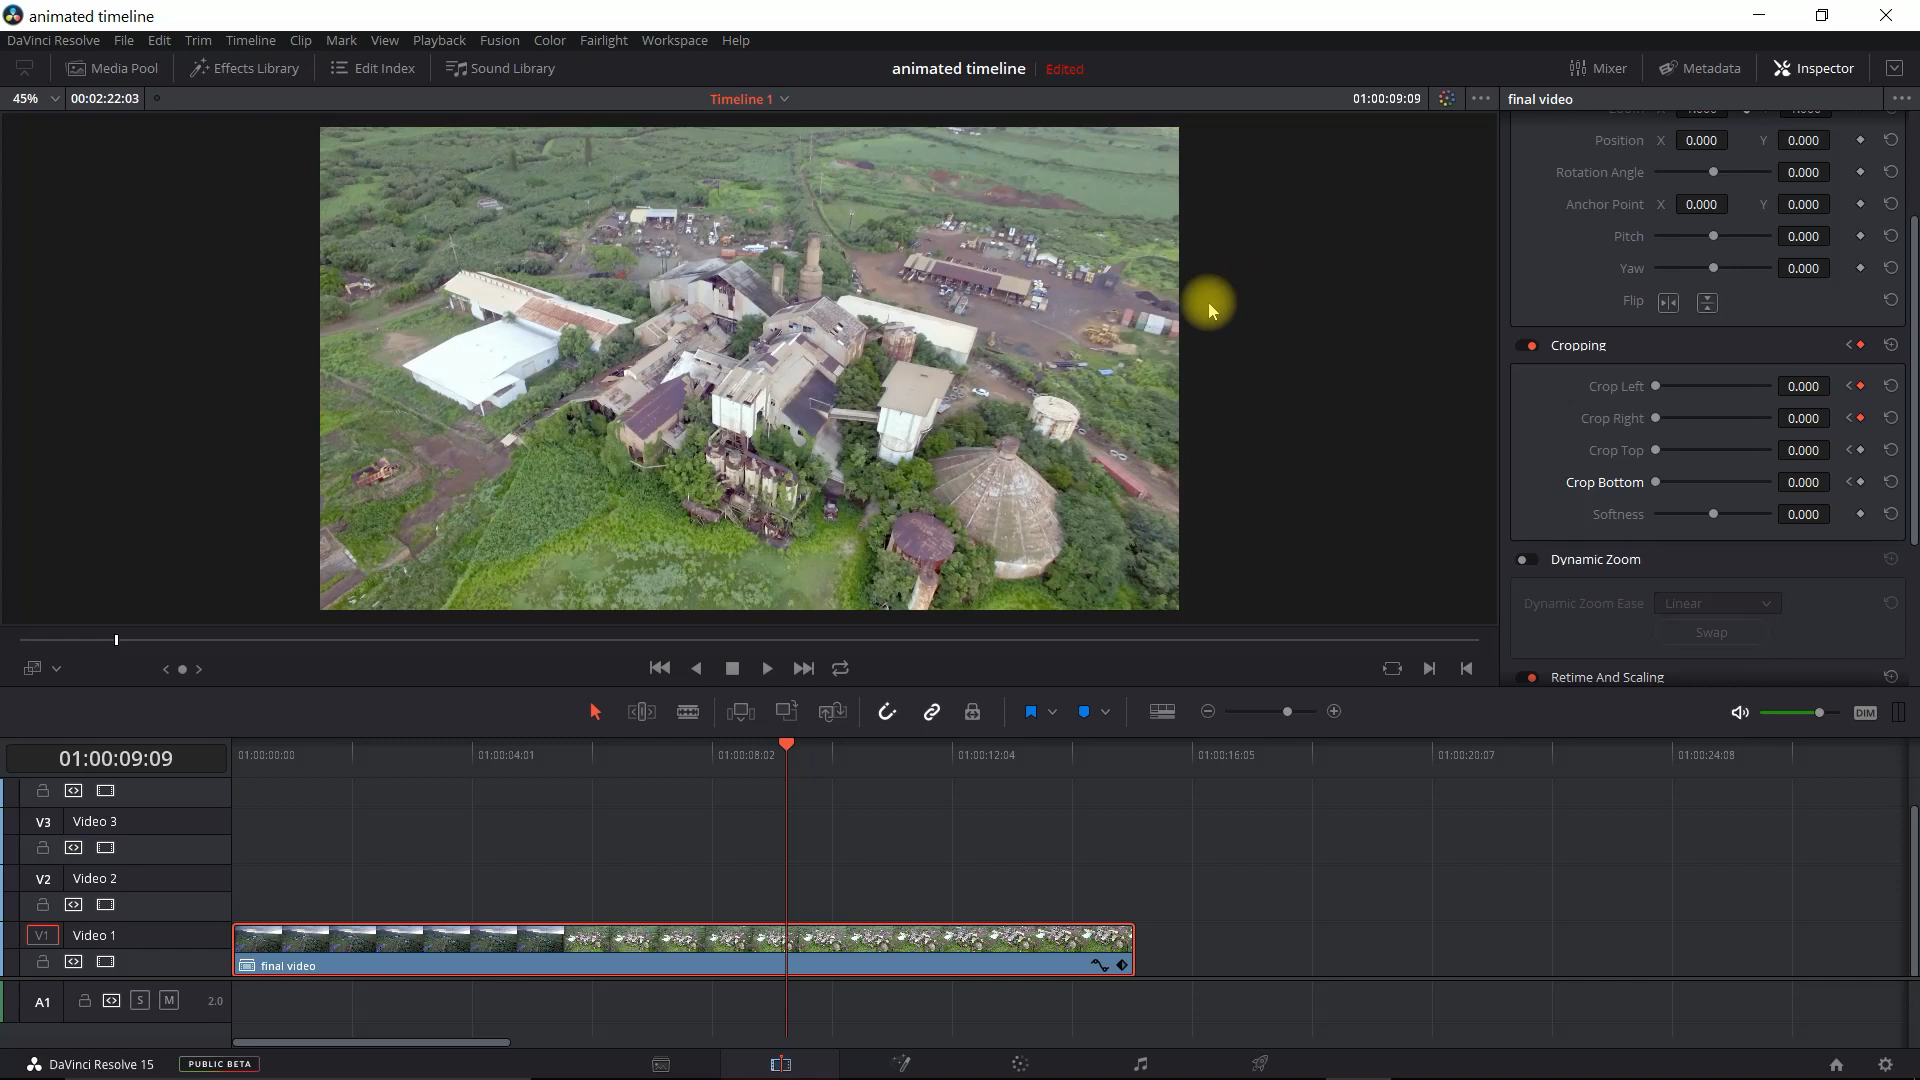 animated timeline
DaVinci Resolve File Edit Trim Timeline Clip Mark View Playback Fusion Color Fairlight Workspace Help
Media Pool Effects Library Edit Index Sound Library animated timeline Edited Mixer Metadata Inspector
45% 00:02:22:03 Timeline 1 01:00:09:09 final video
Position X 0.000 Y 0.000
Rotation Angle 0.000
Anchor Point X 0.000 Y 0.000
Pitch 0.000
Yaw 0.000
Flip
Cropping
Crop Left 0.000
Crop Right 0.000
Crop Top 0.000
Crop Bottom 0.000
Softness 0.000
Dynamic Zoom
Dynamic Zoom Ease Linear
Swap
Retime And Scaling
DIM
01:00:09:09 01:00:00:00 01:00:04:01 01:00:08:02 01:00:12:04 01:00:16:05 01:00:20:07 01:00:24:08
V3 Video 3
V2 Video 2
V1 Video 1
final video
A1 S M 2.0
DaVinci Resolve 15 PUBLIC BETA